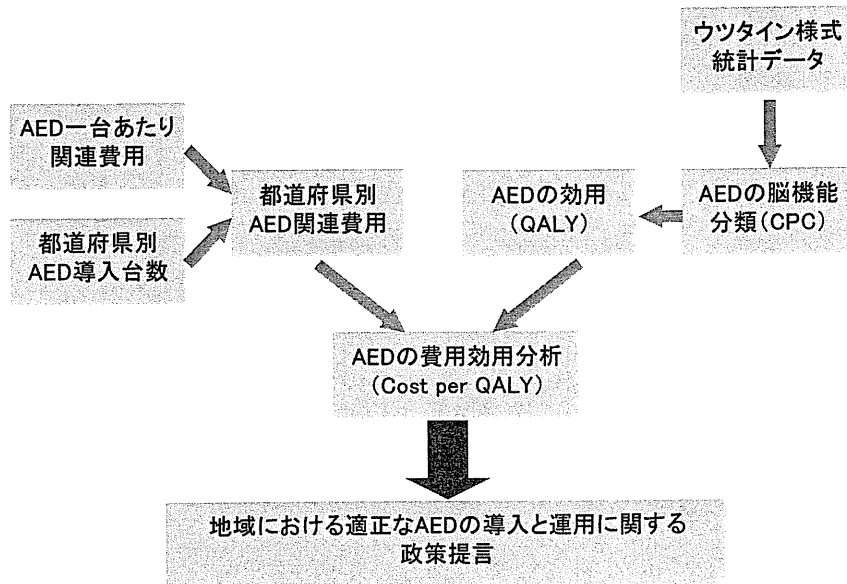 ウツタイン様式
統計データ
AED一台あたり
関連費用
都道府県別
AED関連費用
AEDの効用
(QALY)
AEDの脳機能
分類(CPC)
都道府県別
AED導入台数
AEDの費用効用分析
(Cost per QALY)
地域における適正なAEDの導入と運用に関する
政策提言